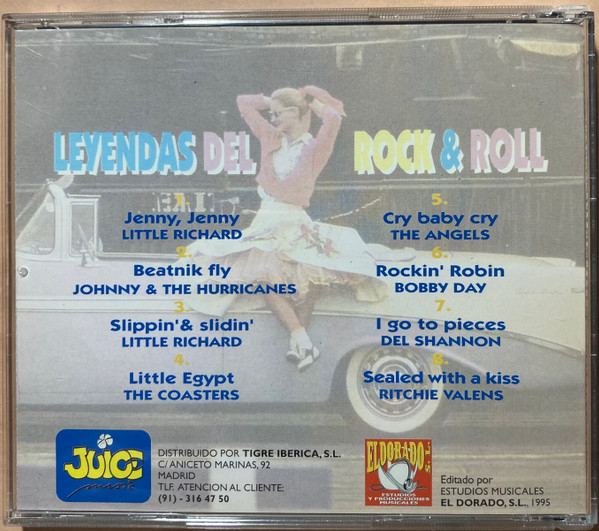 LEYENDAS DEL ROCK & ROLL
1.
Jenny, Jenny
LITTLE RICHARD
2.
Beatnik fly
JOHNNY & THE HURRICANES
3.
Slippin'& slidin'
LITTLE RICHARD
4.
Little Egypt
THE COASTERS
5.
Cry baby cry
THE ANGELS
6.
Rockin' Robin
BOBBY DAY
7.
I go to pieces
DEL SHANNON
8.
Sealed with a kiss
RITCHIE VALENS
JUICE
music
DISTRIBUIDO POR TIGRE IBERICA, S.L.
C/ ANICETO MARINAS, 92
MADRID
TLF. ATENCION AL CLIENTE:
(91) - 316 47 50
EL DORADO S.L.
ESTUDIOS
Y PRODUCCIONES
MUSICALES
Editado por
ESTUDIOS MUSICALES
EL DORADO, S.L., 1995